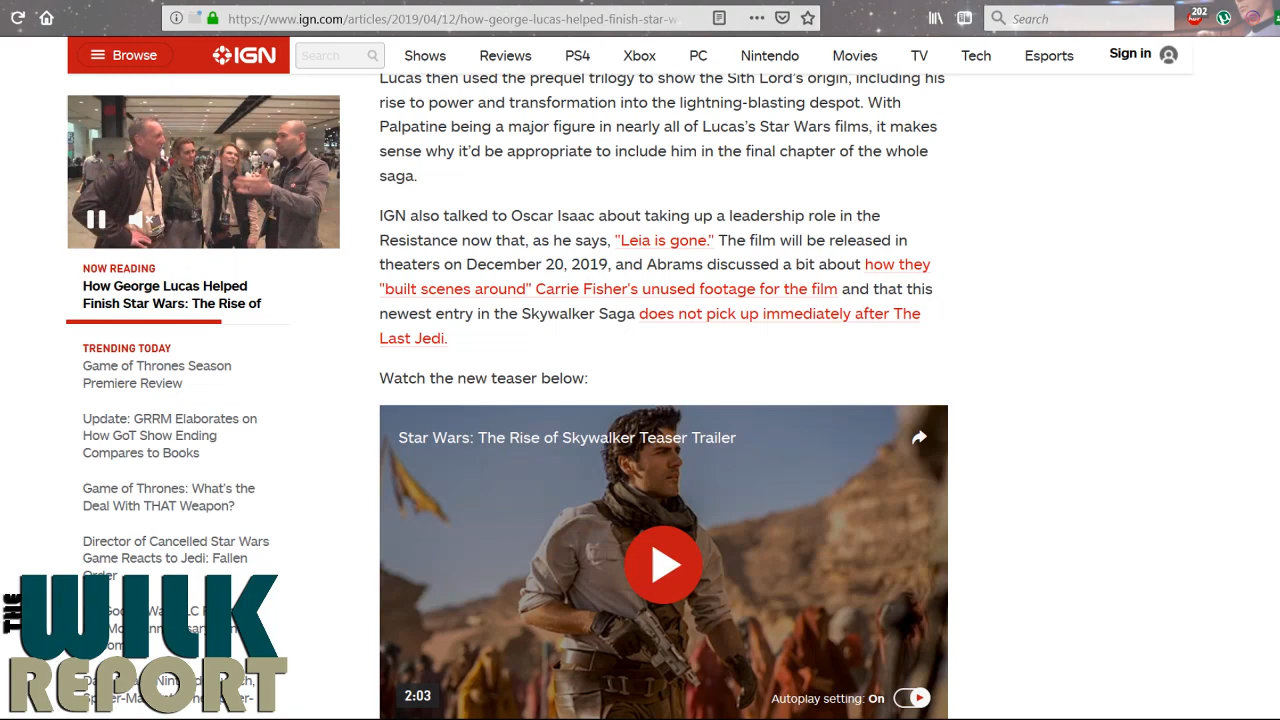 https://www.ign.com/articles/2019/04/12/how-george-lucas-helped-finish-star-w
Search
202
Browse
IGN
Search
Shows
Reviews
PS4
Xbox
PC
Nintendo
Movies
TV
Tech
Esports
Sign in
Lucas then used the prequel trilogy to show the Sith Lord's origin, including his
rise to power and transformation into the lightning-blasting despot. With
Palpatine being a major figure in nearly all of Lucas's Star Wars films, it makes
sense why it'd be appropriate to include him in the final chapter of the whole
saga.
IGN also talked to Oscar Isaac about taking up a leadership role in the
Resistance now that, as he says, "Leia is gone." The film will be released in
theaters on December 20, 2019, and Abrams discussed a bit about how they
"built scenes around" Carrie Fisher's unused footage for the film and that this
newest entry in the Skywalker Saga does not pick up immediately after The
Last Jedi.
Watch the new teaser below:
Star Wars: The Rise of Skywalker Teaser Trailer
2:03
Autoplay setting: On
NOW READING
How George Lucas Helped
Finish Star Wars: The Rise of
TRENDING TODAY
Game of Thrones Season
Premiere Review
Update: GRRM Elaborates on
How GoT Show Ending
Compares to Books
Game of Thrones: What's the
Deal With THAT Weapon?
Director of Cancelled Star Wars
Game Reacts to Jedi: Fallen
Order
THE WILK
REPORT